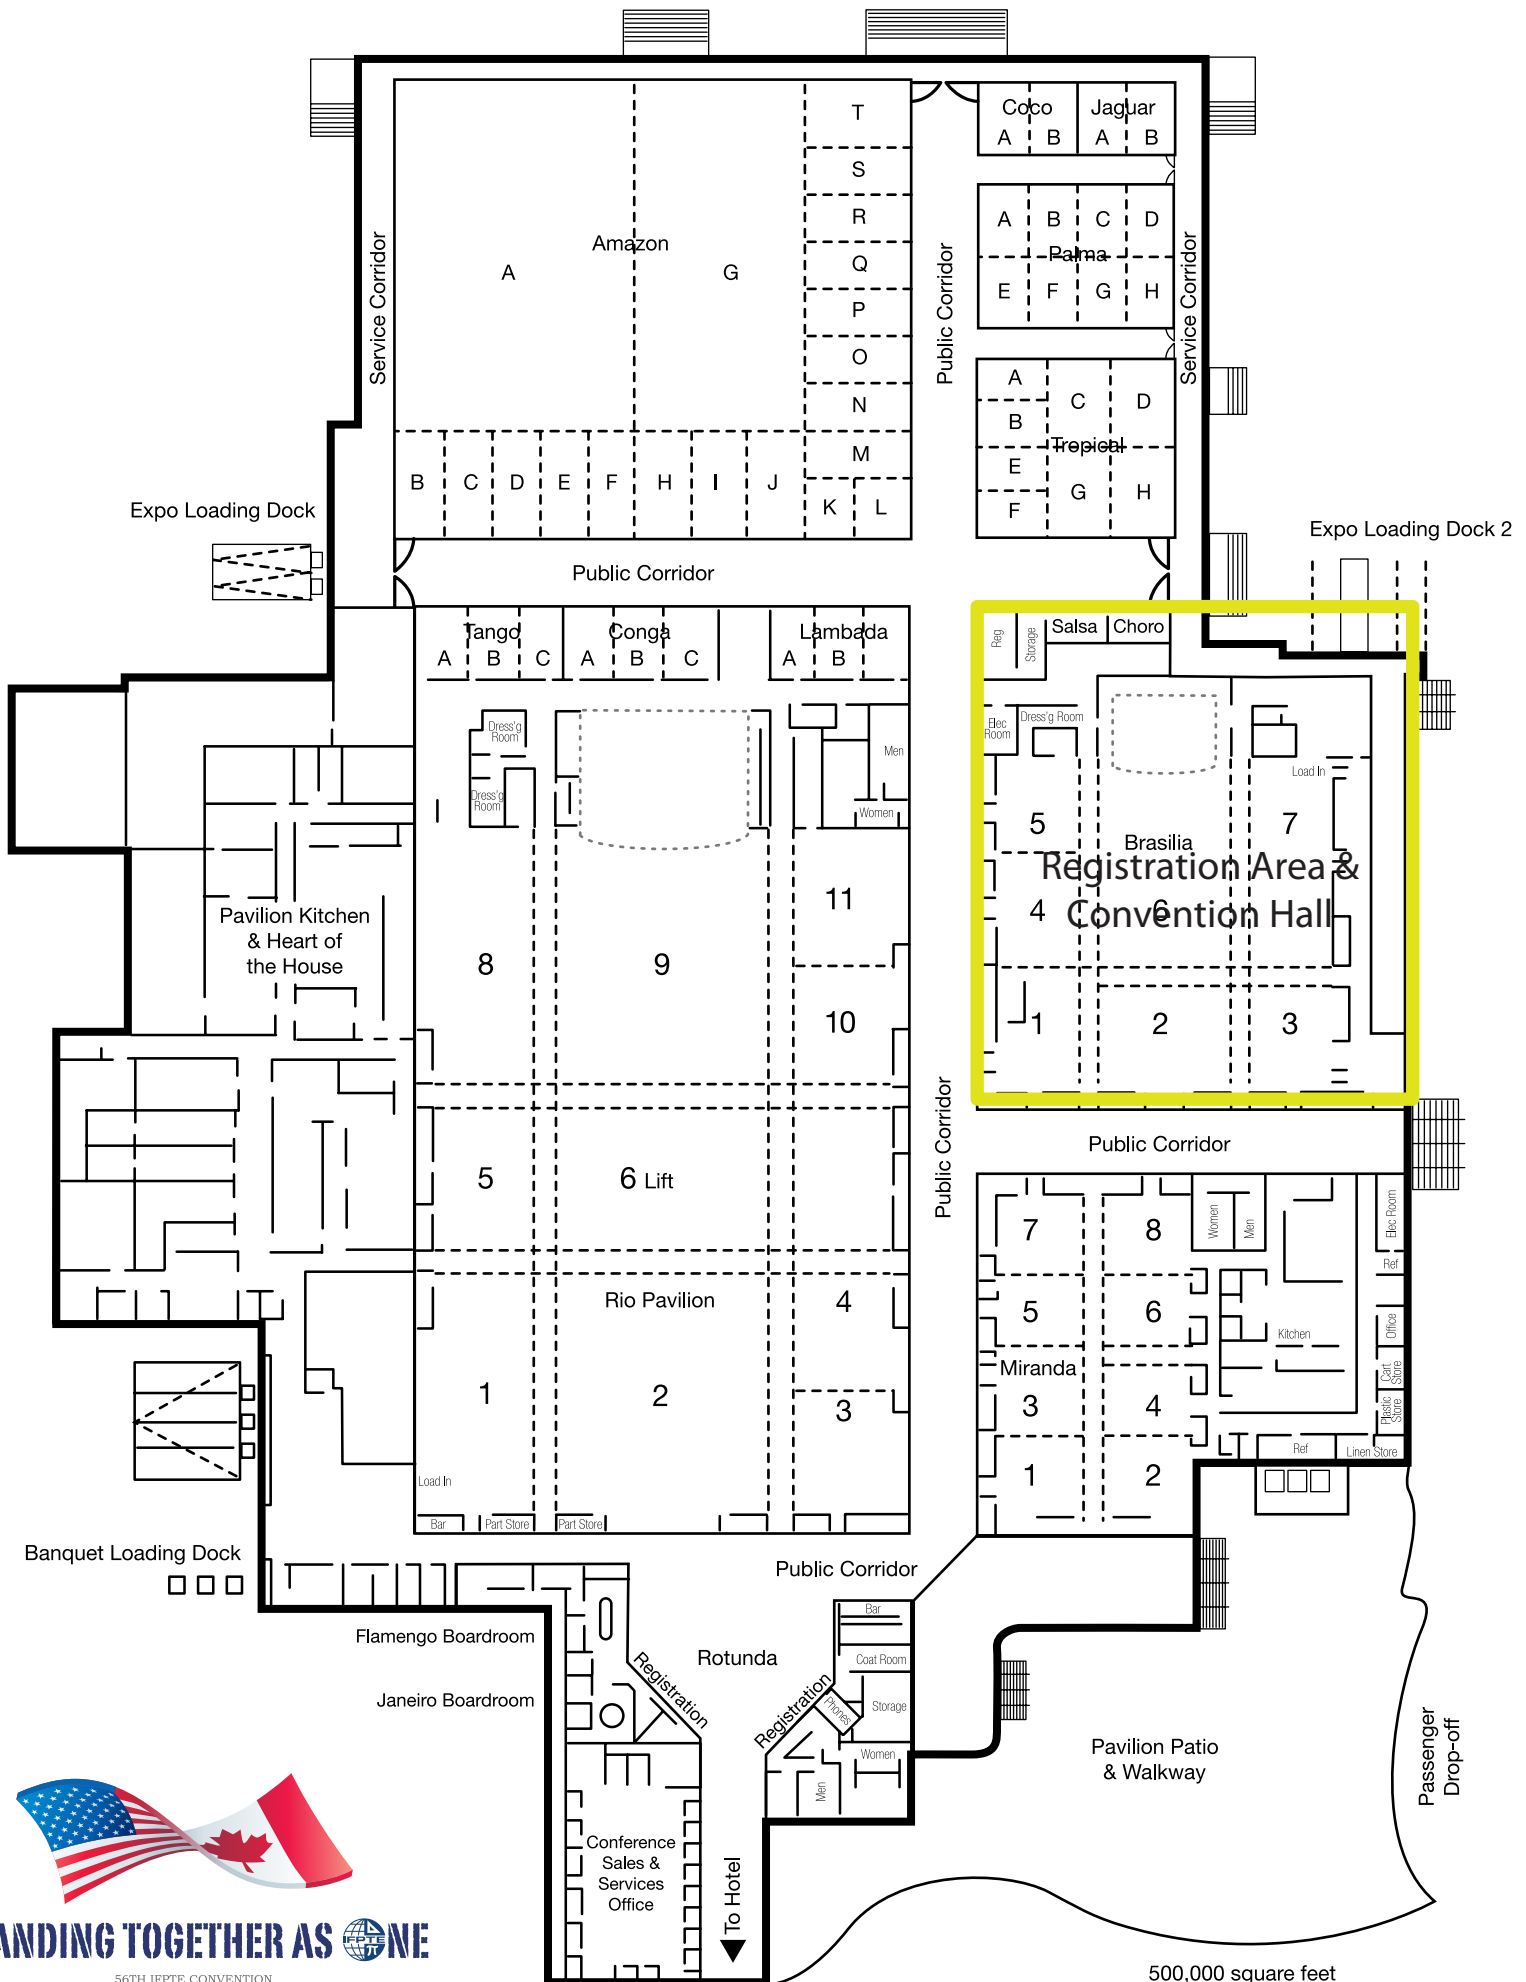 Coco
Jaguar
A
B
A
B
T
S
R
Q
P
O
N
M
K
L
Amazon
A
G
B
C
D
E
F
H
I
J
Service Corridor
Public Corridor
Service Corridor
A
B
C
D
Palma
E
F
G
H
A
B
C
D
Tropical
E
F
G
H
Expo Loading Dock
Expo Loading Dock 2
Public Corridor
Tango
A
B
C
Conga
A
B
C
Lambada
A
B
Reg
Storage
Salsa
Choro
Dress'g
Room
Dress'g
Room
Men
Women
Elec
Room
Dress'g Room
Load In
5
Brasilia
7
Registration Area &
Convention Hall
4
6
1
2
3
Pavilion Kitchen
& Heart of
the House
8
9
11
10
Public Corridor
Public Corridor
5
6 Lift
Rio Pavilion
4
1
2
3
Load In
Bar
Part Store
Part Store
7
8
Women
Men
Elec Room
Ref
5
6
Kitchen
Office
Miranda
Cart
Store
3
4
Plastic
Store
1
2
Ref
Linen Store
Banquet Loading Dock
Public Corridor
Flamengo Boardroom
Janeiro Boardroom
Registration
Rotunda
Registration
Bar
Coat Room
Phones
Storage
Women
Men
Pavilion Patio
& Walkway
Passenger
Drop-off
Conference
Sales &
Services
Office
To Hotel
ANDING TOGETHER AS ONE
IFPTE
56TH IFPTE CONVENTION
500,000 square feet